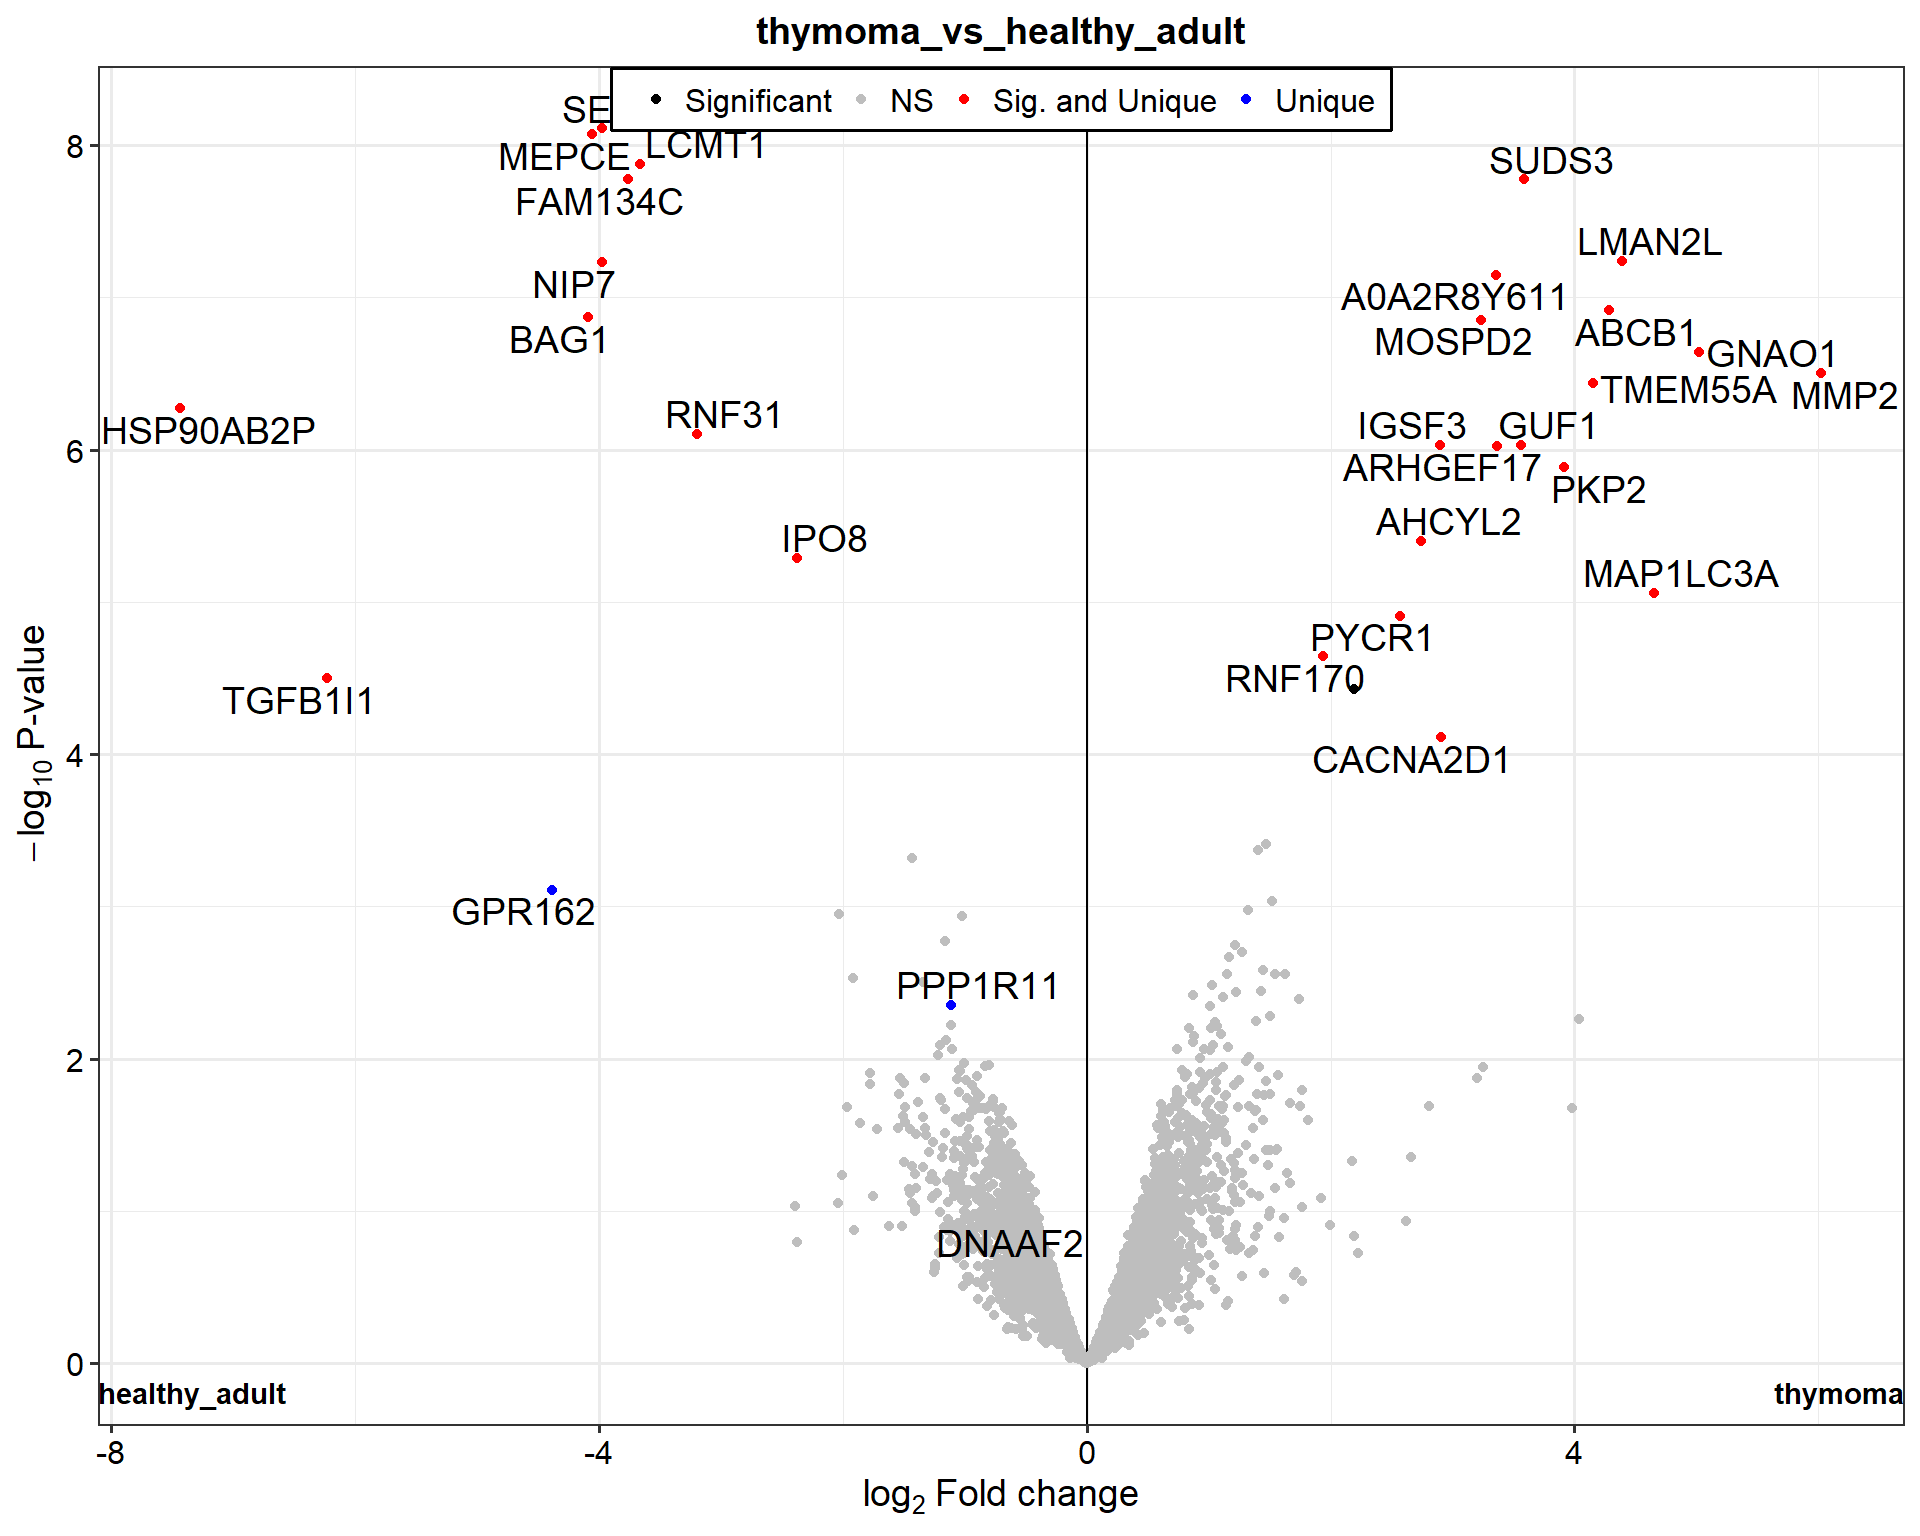 thymoma_vs_healthy_adult
Significant NS Sig. and Unique Unique
8
SE
LCMT1
MEPCE
SUDS3
FAM134C
LMAN2L
NIP7
A0A2R8Y611
BAG1
MOSPD2
ABCB1
GNAO1
TMEM55A
MMP2
RNF31
HSP90AB2P
IGSF3
GUF1
6
ARHGEF17
PKP2
AHCYL2
IPO8
MAP1LC3A
PYCR1
RNF170
TGFB1I1
4
CACNA2D1
GPR162
PPP1R11
2
DNAAF2
0
healthy_adult
thymoma
-8 -4 0 4
log2 Fold change
−log10 P-value